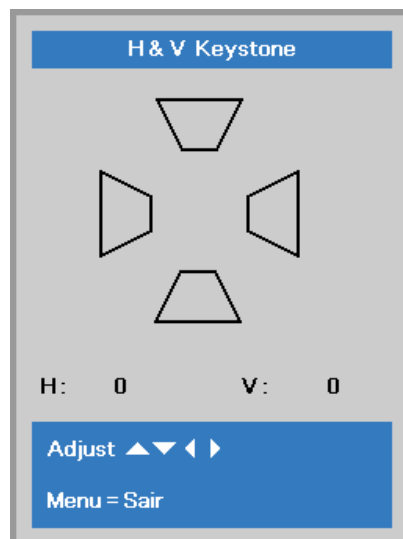 H & V Keystone
H: 0 V: 0
Adjust ▲▼◀ ▶
Menu = Sair